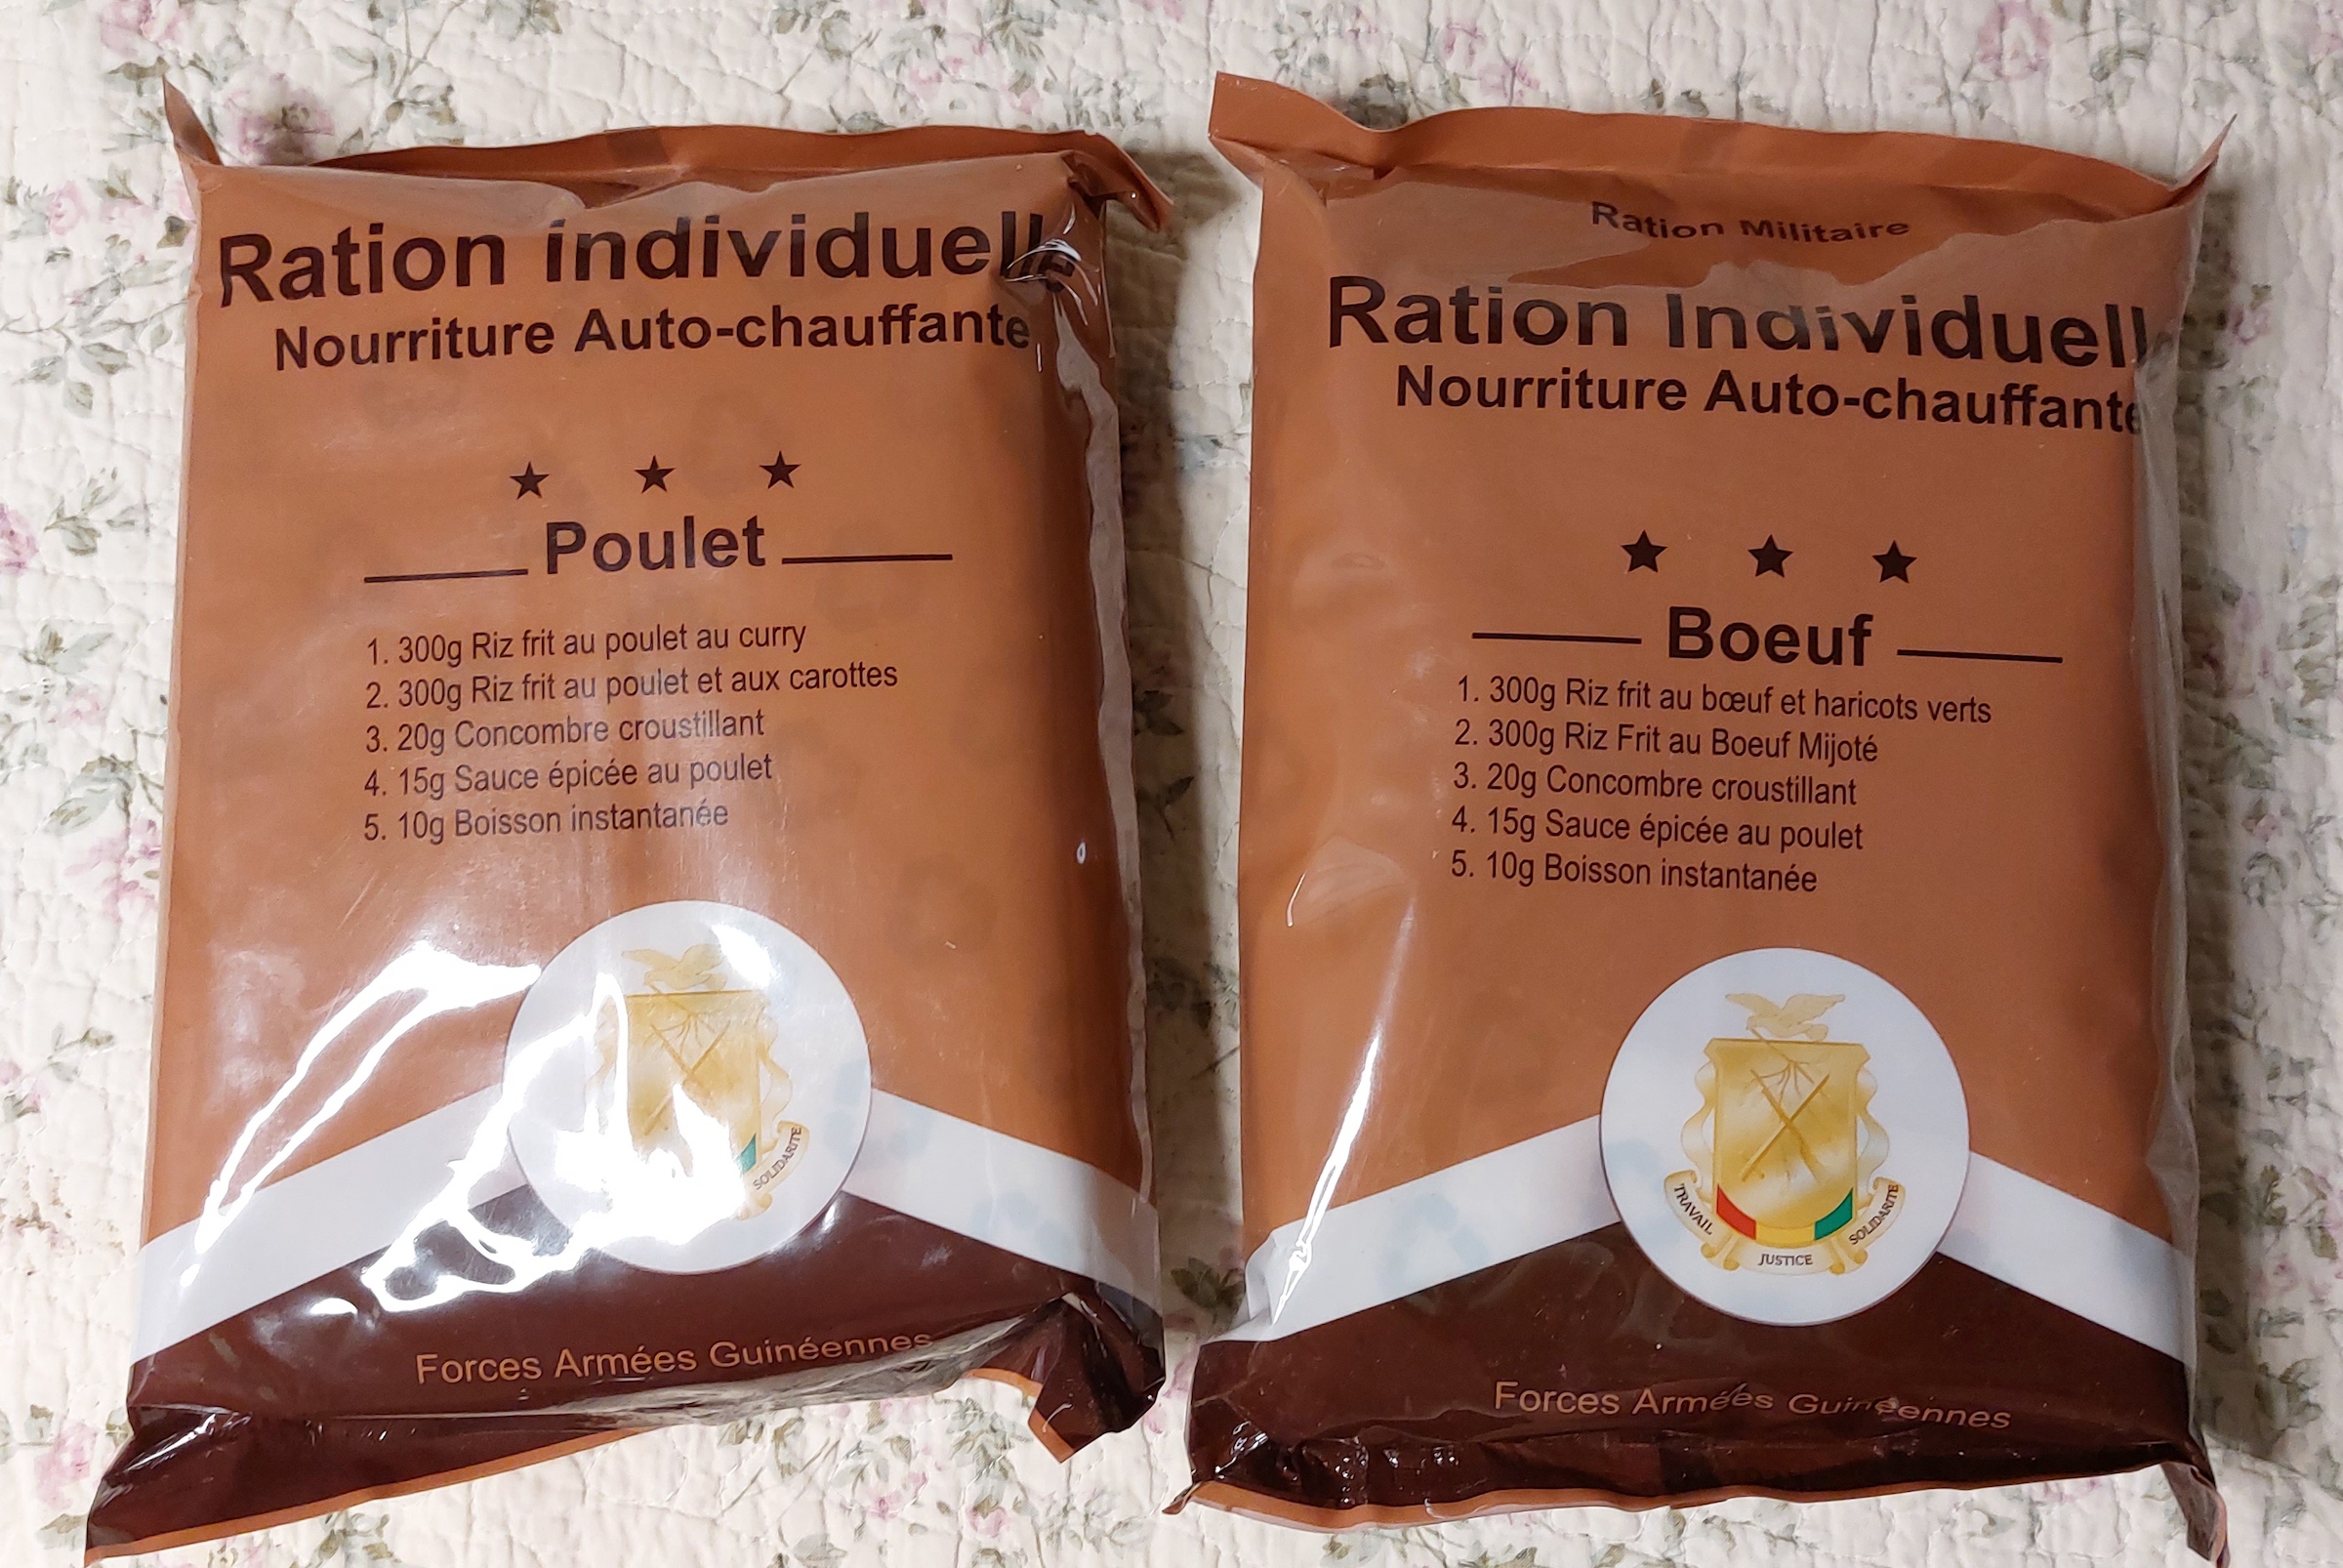 Ration individuelle
Nourriture Auto-chauffante
Poulet
1. 300g Riz frit au poulet au curry
2. 300g Riz frit au poulet et aux carottes
3. 20g Concombre croustillant
4. 15g Sauce épicée au poulet
5. 10g Boisson instantanée
SOLIDARITE
Forces Armées Guinéennes
Ration Militaire
Ration Individuell
Nourriture Auto-chauffante
Boeuf
1. 300g Riz frit au bœuf et haricots verts
2. 300g Riz Frit au Boeuf Mijoté
3. 20g Concombre croustillant
4. 15g Sauce épicée au poulet
5. 10g Boisson instantanée
TRAVAIL
JUSTICE
SOLIDARITE
Forces Armées Guinéennes